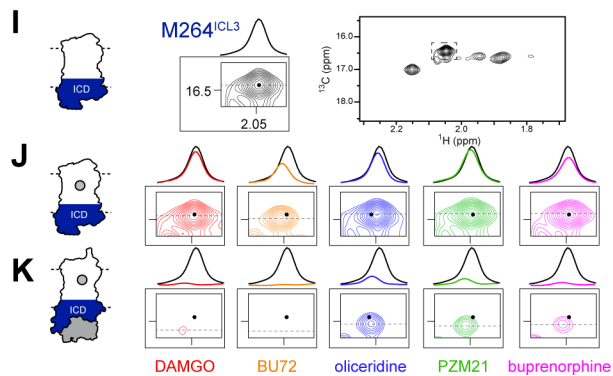 I
ICD
M264ICL3
16.5
2.05
13C (ppm)
16.0
17.0
18.0
2.2 2.0 1.8
1H (ppm)
J
ICD
K
ICD
DAMGO BU72 oliceridine PZM21 buprenorphine